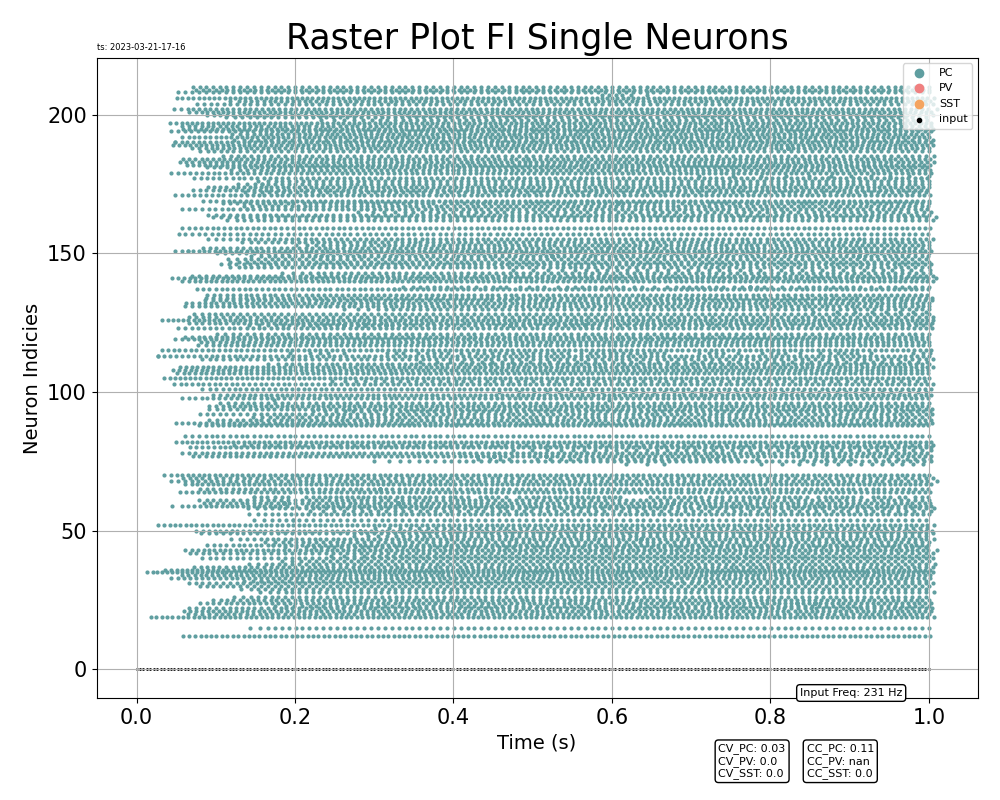 Raster Plot FI Single Neurons
ts: 2023-03-21-17-16
PC
PV
SST
input
200
150
100
50
0
Neuron Indicies
0.0 0.2 0.4 0.6 0.8 1.0
Time (s)
Input Freq: 231 Hz
CV_PC: 0.03
CV_PV: 0.0
CV_SST: 0.0
CC_PC: 0.11
CC_PV: nan
CC_SST: 0.0